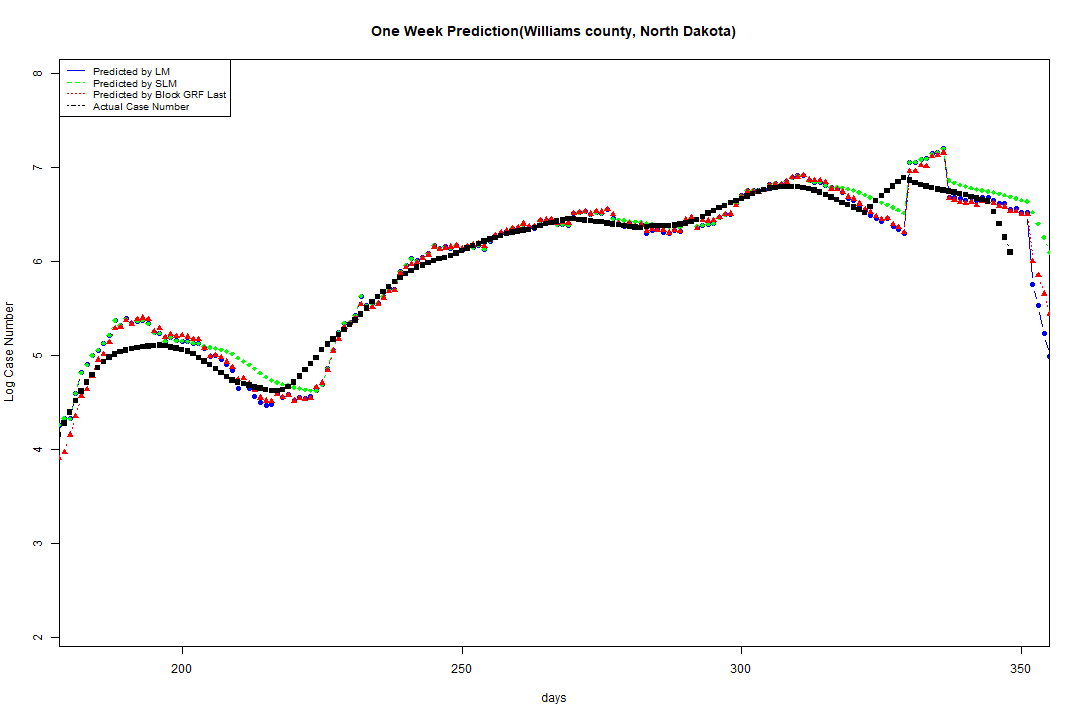 One Week Prediction(Williams county, North Dakota)
Predicted by LM
Predicted by SLM
Predicted by Block GRF Last
Actual Case Number
8
7
6
5
4
3
2
Log Case Number
200 250 300 350
days